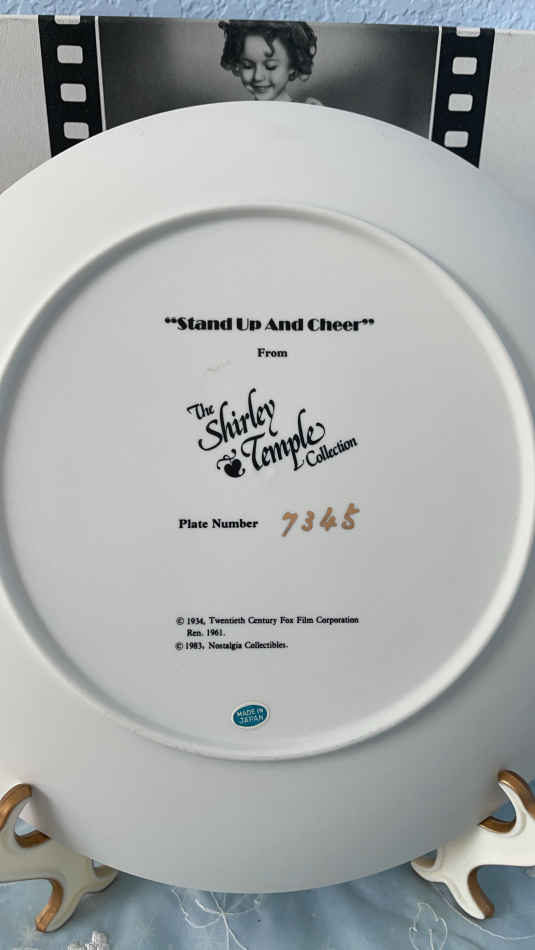 "Stand Up And Cheer"
From
The
Shirley
Temple
Collection
Plate Number 7345
© 1934, Twentieth Century Fox Film Corporation
Ren. 1961.
© 1983, Nostalgia Collectibles.
MADE IN
JAPAN